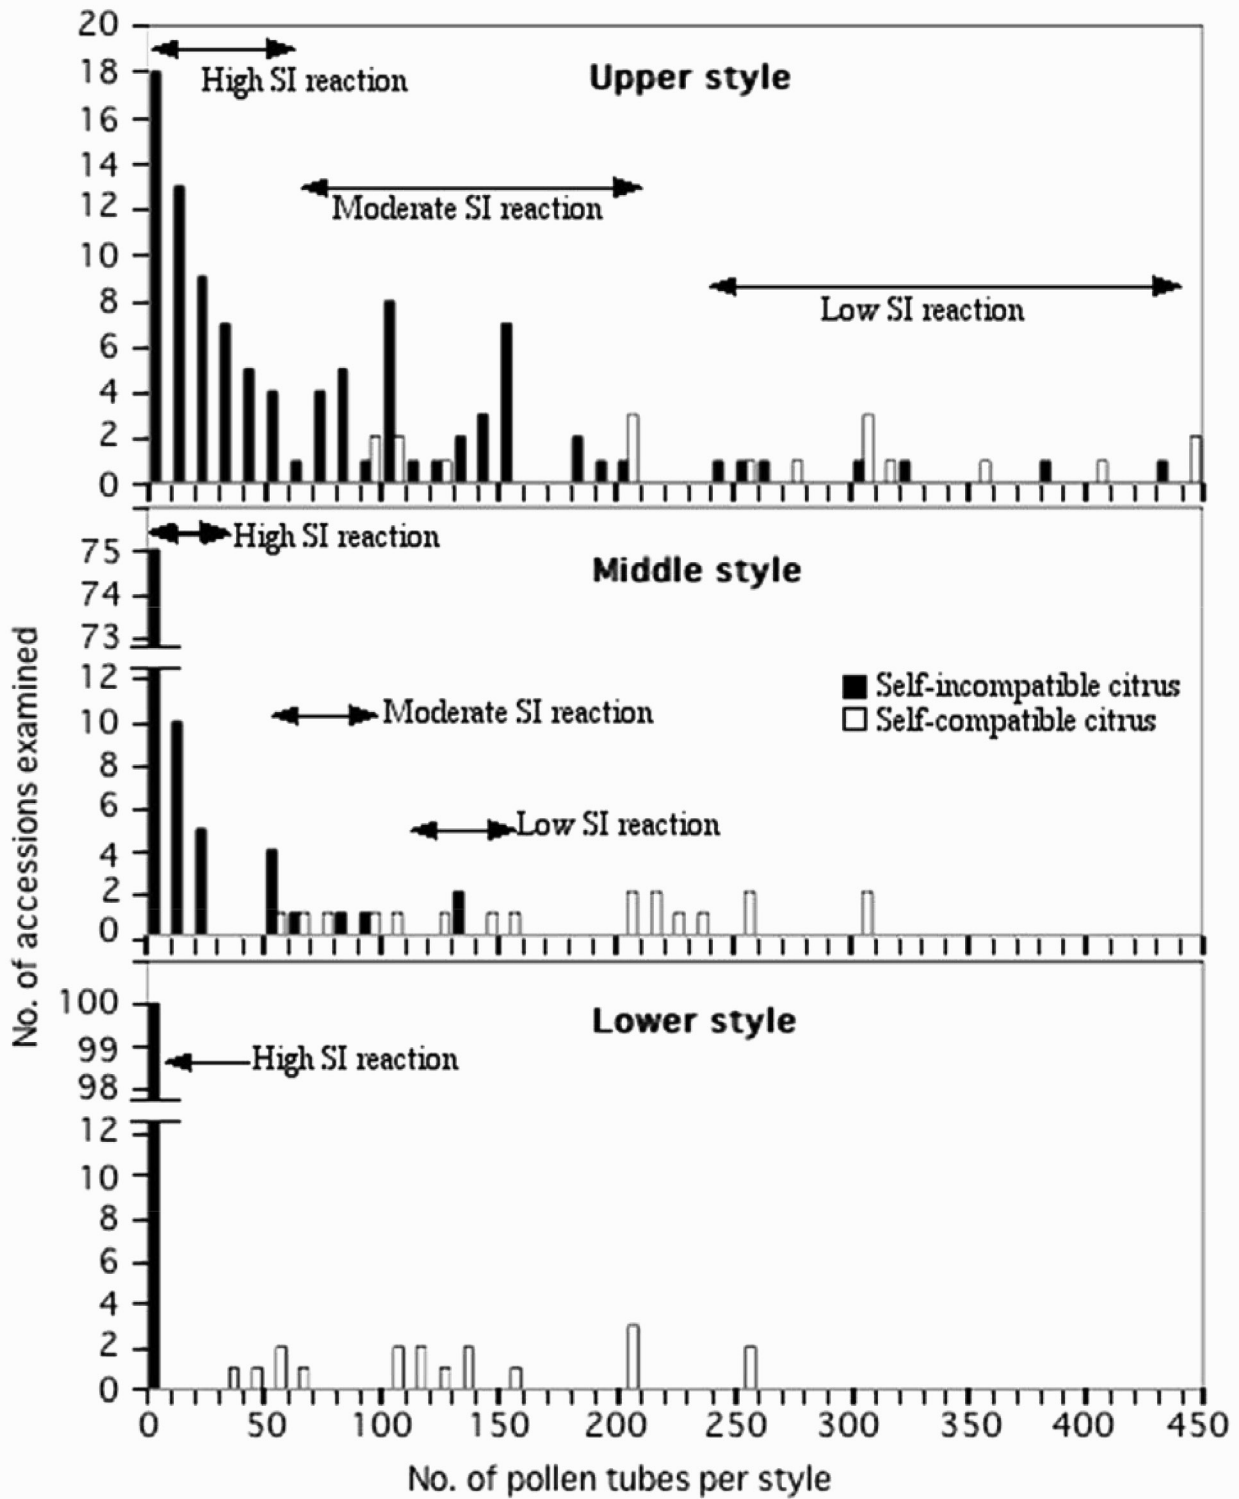 20
High SI reaction
Upper style
18
16
14
Moderate SI reaction
12
10
Low SI reaction
8
6
4
2
0
High SI reaction
75
Middle style
74
73
12
Self-incompatible citrus
Self-compatible citrus
Moderate SI reaction
10
8
6
Low SI reaction
4
2
0
No. of accessions examined
100
Lower style
99
High SI reaction
98
12
10
8
6
4
2
0
0 50 100 150 200 250 300 350 400 450
No. of pollen tubes per style